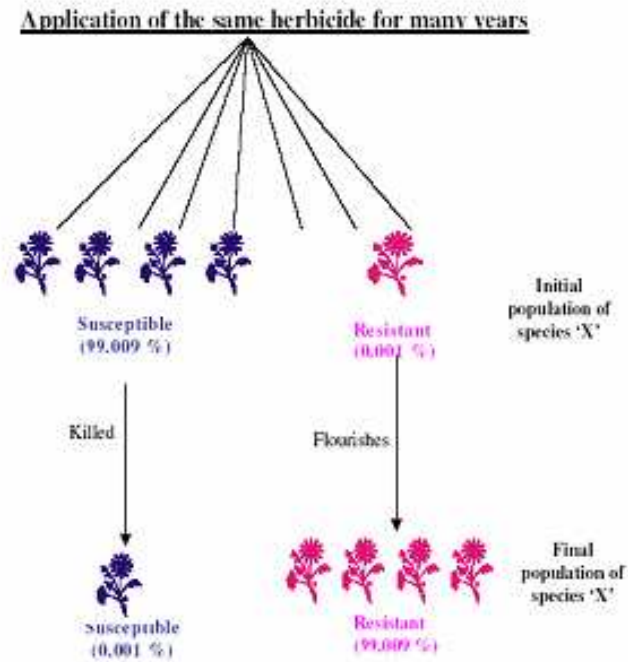 Application of the same herbicide for many years
Susceptible
(99.009 %)
Resistant
(0.001 %)
Initial
population of
species ‘X’
Killed
Flourishes
Susceptible
(0.001 %)
Resistant
(99.009 %)
Final
population of
species ‘X’